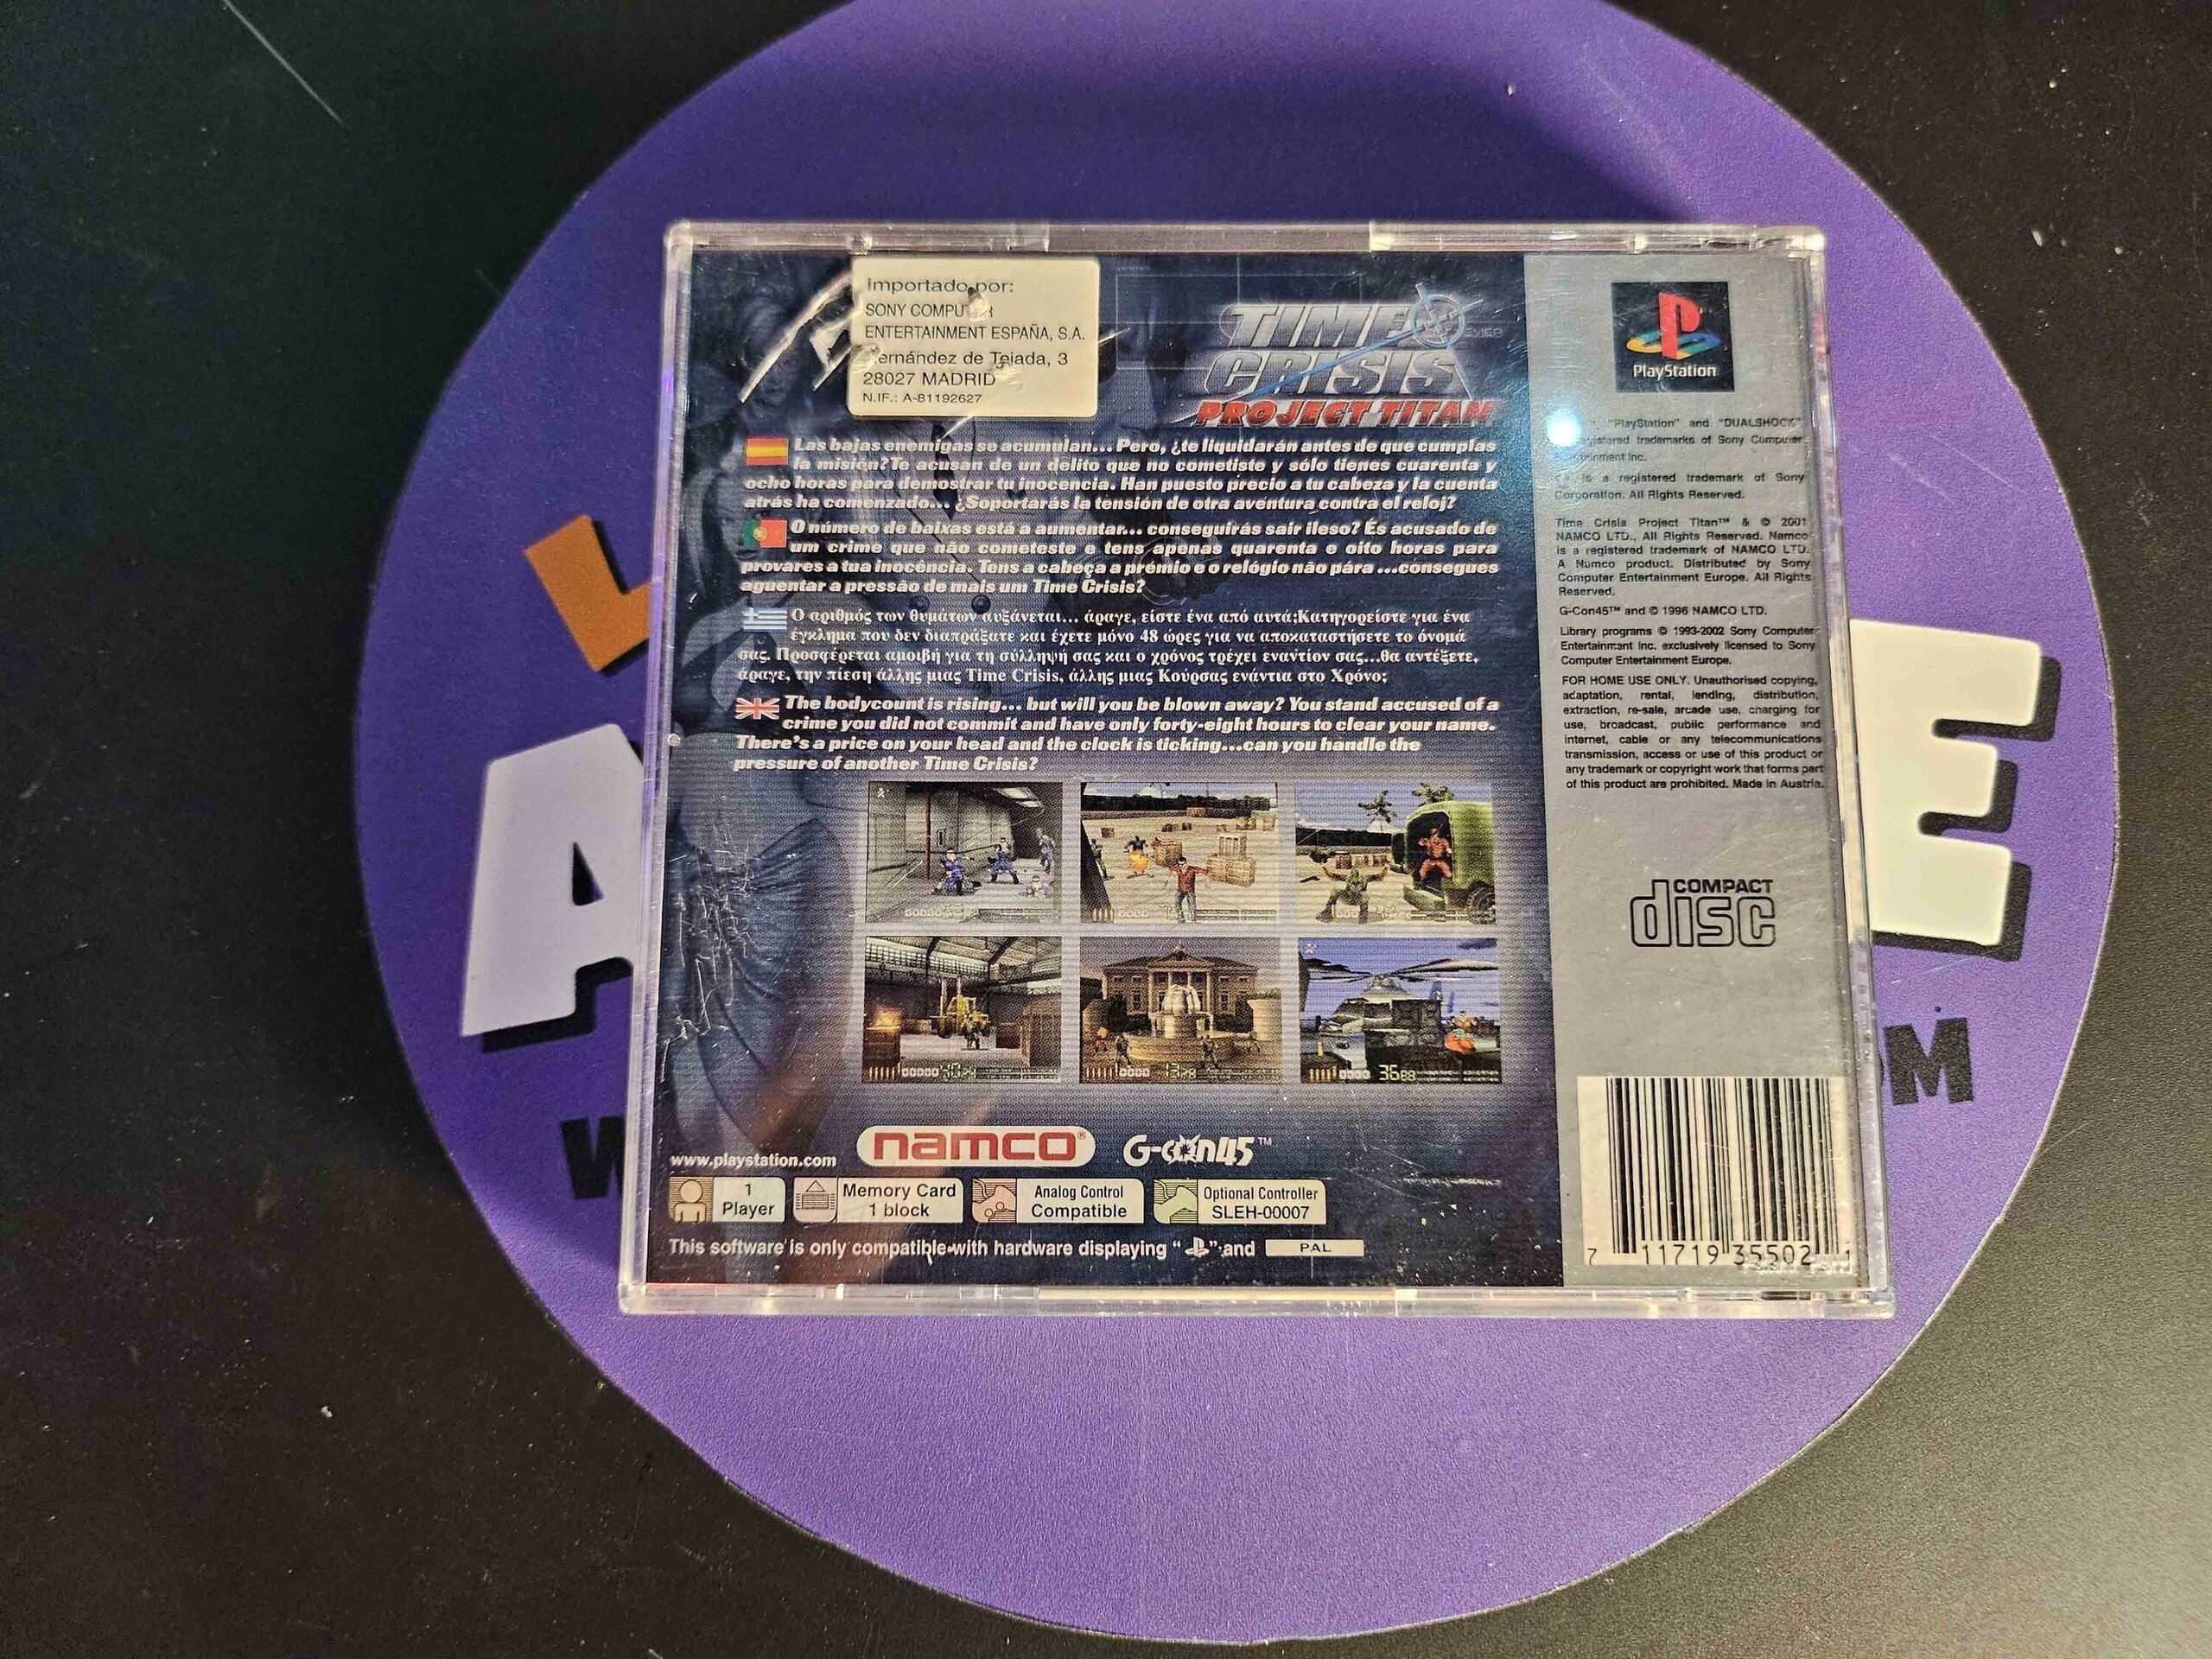 Importado por:
SONY COMPUTER
ENTERTAINMENT ESPAÑA, S.A.
Hernández de Tejada, 3
28027 MADRID
N.IF.: A-81192627
TIME
CRISIS
PROJECT TITAN
Las bajas enemigas se acumulan... Pero, ¿te liquidarán antes de que cumplas
la misión?Te acusan de un delito que no cometiste y sólo tienes cuarenta y
ocho horas para demostrar tu inocencia. Han puesto precio a tu cabeza y la cuenta
atrás ha comenzado... ¿Soportarás la tensión de otra aventura contra el reloj?
O número de baixas está a aumentar... conseguirás sair ileso? És acusado de
um crime que não cometeste e tens apenas quarenta e oito horas para
provares a tua inocência. Tens a cabeça a prémio e o relógio não pára ...consegues
aguentar a pressão de mais um Time Crisis?
Ο αριθμός των θυμάτων αυξάνεται... άραγε, είστε ένα από αυτά;Κατηγορείστε για ένα
έγκλημα που δεν διαπράξατε και έχετε μόνο 48 ώρες για να αποκαταστήσετε το όνομά
σας. Προσφέρεται αμοιβή για τη σύλληψή σας και ο χρόνος τρέχει εναντίον σας...θα αντέξετε,
άραγε, την πίεση άλλης μιας Time Crisis, άλλης μιας Κούρσας ενάντια στο Χρόνο;
The bodycount is rising... but will you be blown away? You stand accused of a
crime you did not commit and have only forty-eight hours to clear your name.
There's a price on your head and the clock is ticking...can you handle the
pressure of another Time Crisis?
www.playstation.com
namco®
G-con45™
1
Player
Memory Card
1 block
Analog Control
Compatible
Optional Controller
SLEH-00007
This software is only compatible with hardware displaying "PS" and PAL
PlayStation
"PlayStation" and "DUALSHOCK"
registered trademarks of Sony Computer
Entertainment Inc.
is a registered trademark of Sony
Corporation. All Rights Reserved.
Time Crisis Project Titan™ & © 2001
NAMCO LTD., All Rights Reserved. Namco
is a registered trademark of NAMCO LTD.
A Namco product. Distributed by Sony
Computer Entertainment Europe. All Rights
Reserved.
G-Con45™ and © 1996 NAMCO LTD.
Library programs © 1993-2002 Sony Computer
Entertainment Inc. exclusively licensed to Sony
Computer Entertainment Europe.
FOR HOME USE ONLY. Unauthorised copying,
adaptation, rental, lending, distribution,
extraction, re-sale, arcade use, charging for
use, broadcast, public performance and
internet, cable or any telecommunications
transmission, access or use of this product or
any trademark or copyright work that forms part
of this product are prohibited. Made in Austria.
COMPACT
disc
7 11719 35502 1